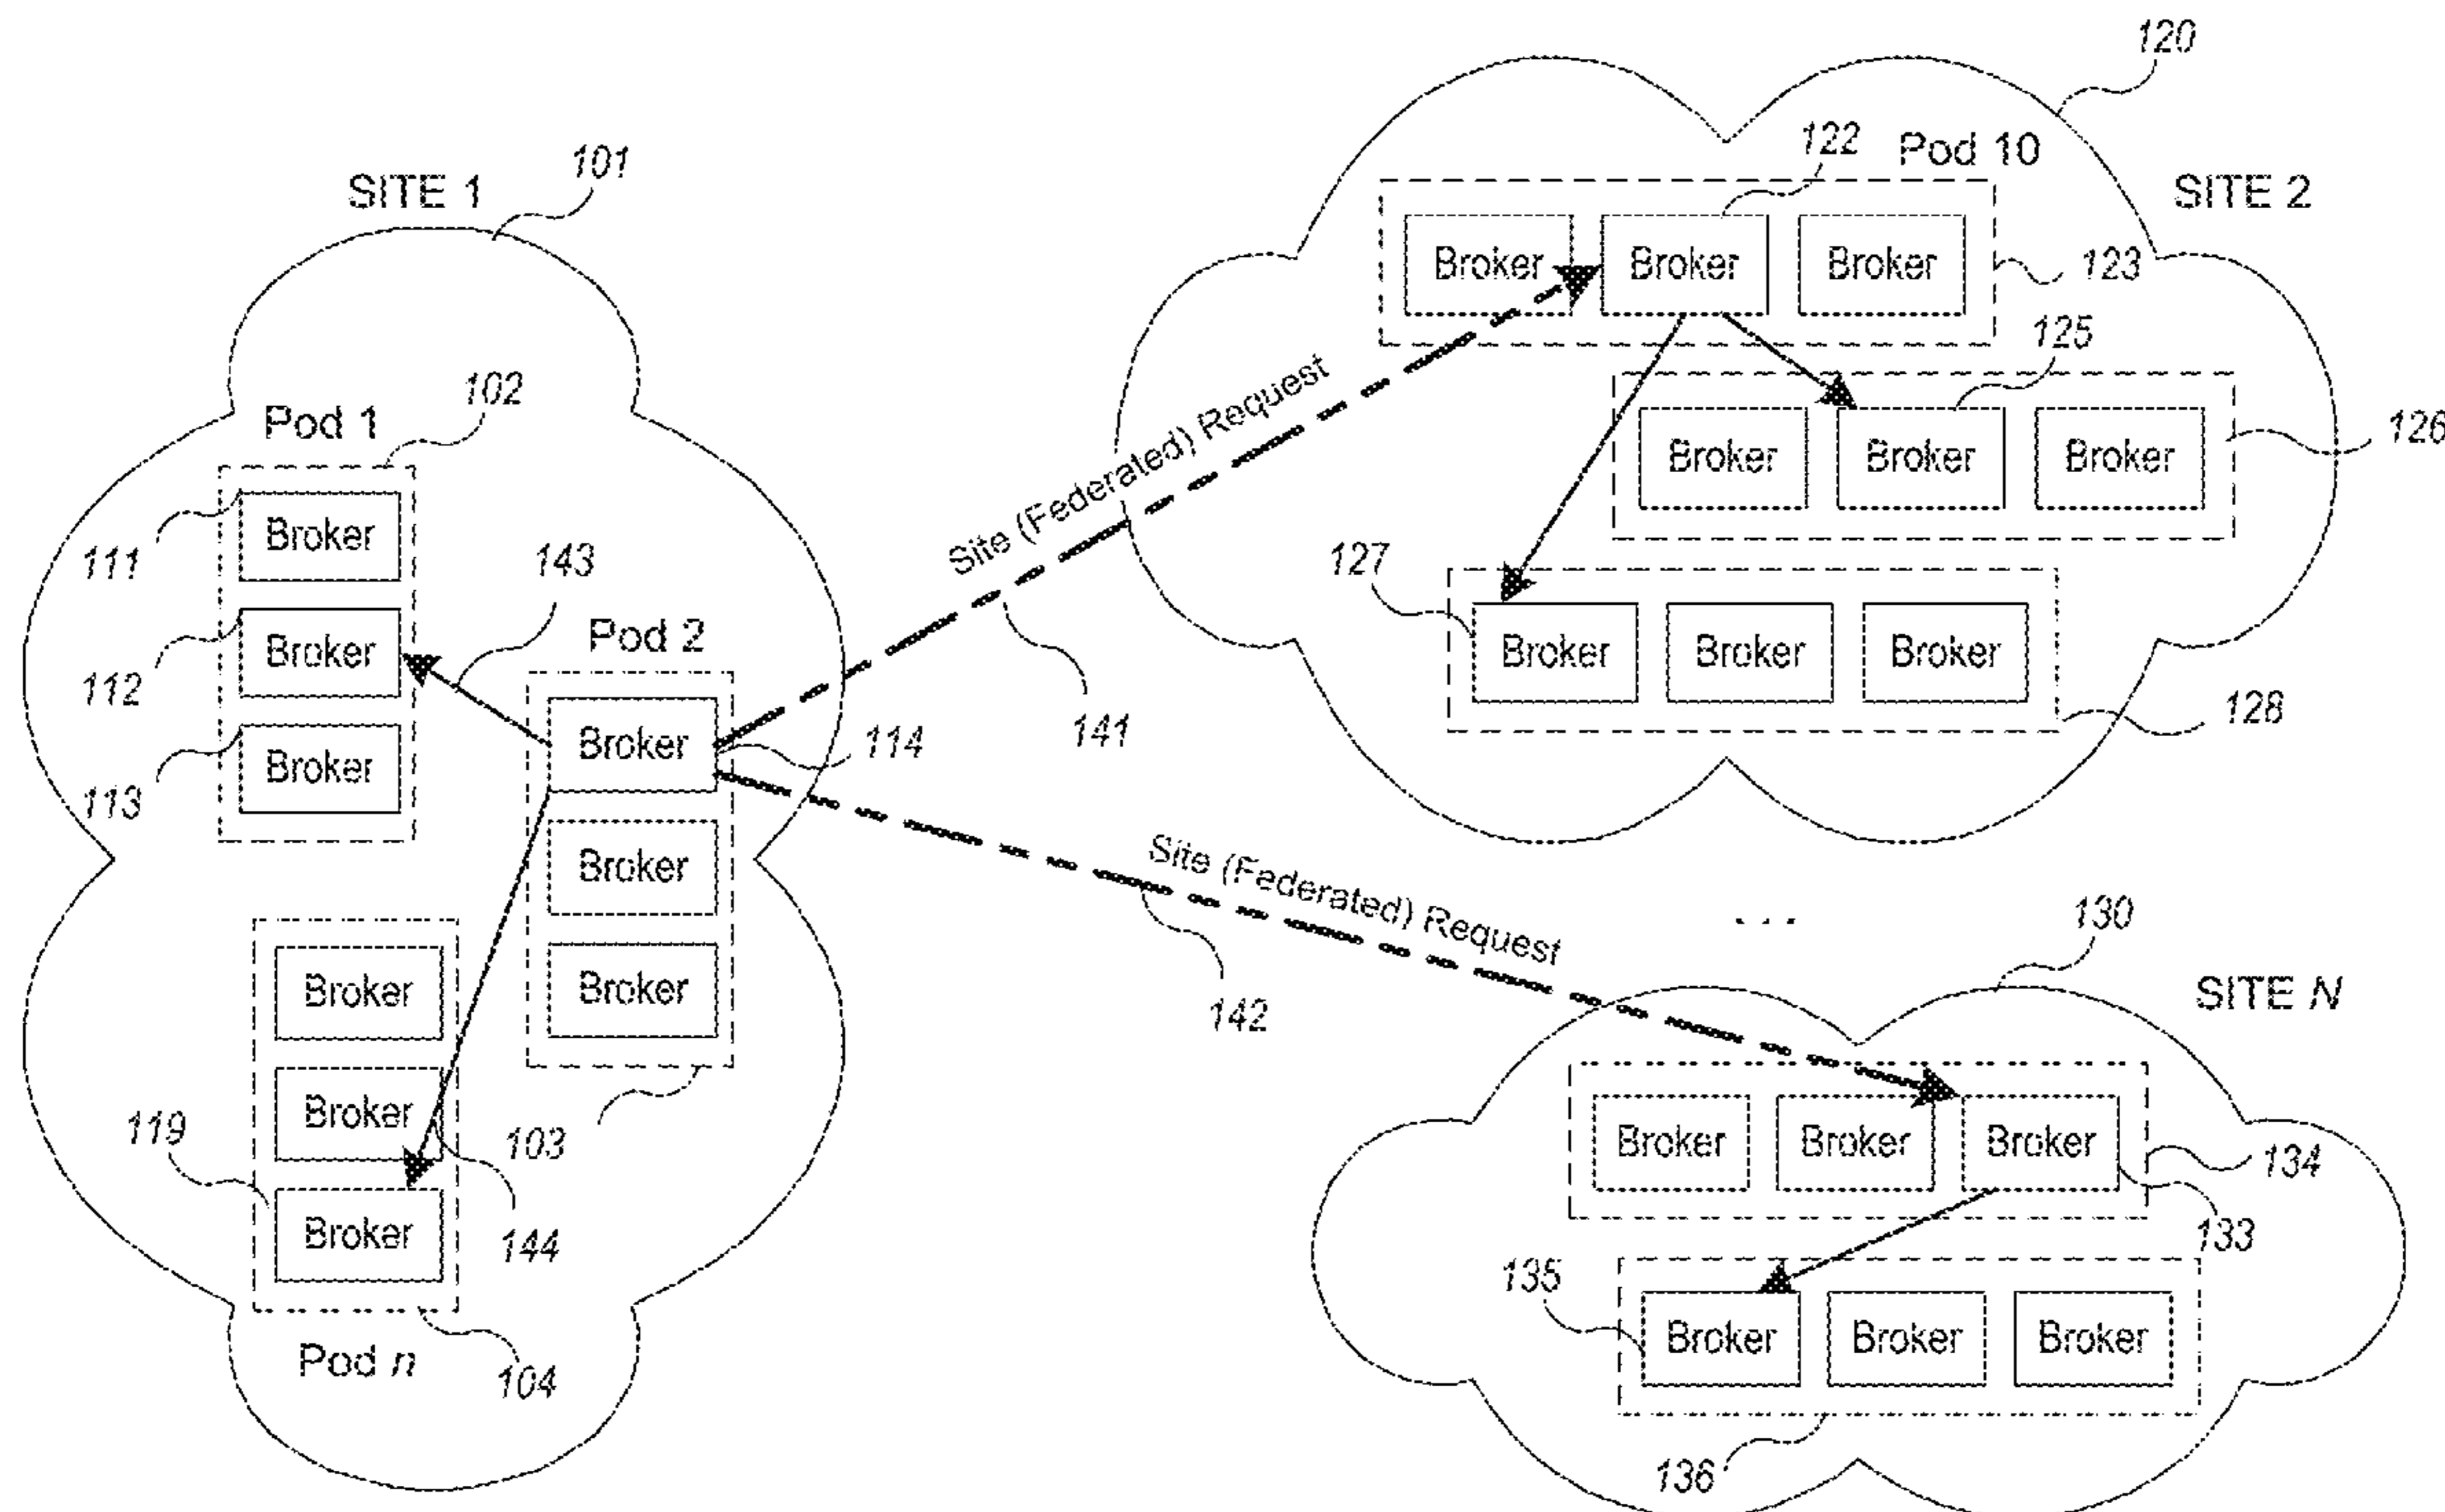 SITE 1
101
Pod 1
102
111
Broker
143
112
Broker
113
Broker
Pod 2
Broker
114
Broker
Broker
103
Broker
Broker
119
Broker
144
Pod n
104
Site (Federated) Request
141
Site (Federated) Request
142
120
SITE 2
122
Pod 10
Broker
Broker
Broker
123
125
Broker
Broker
Broker
126
127
Broker
Broker
Broker
128
...
130
SITE N
Broker
Broker
Broker
134
133
135
Broker
Broker
Broker
136